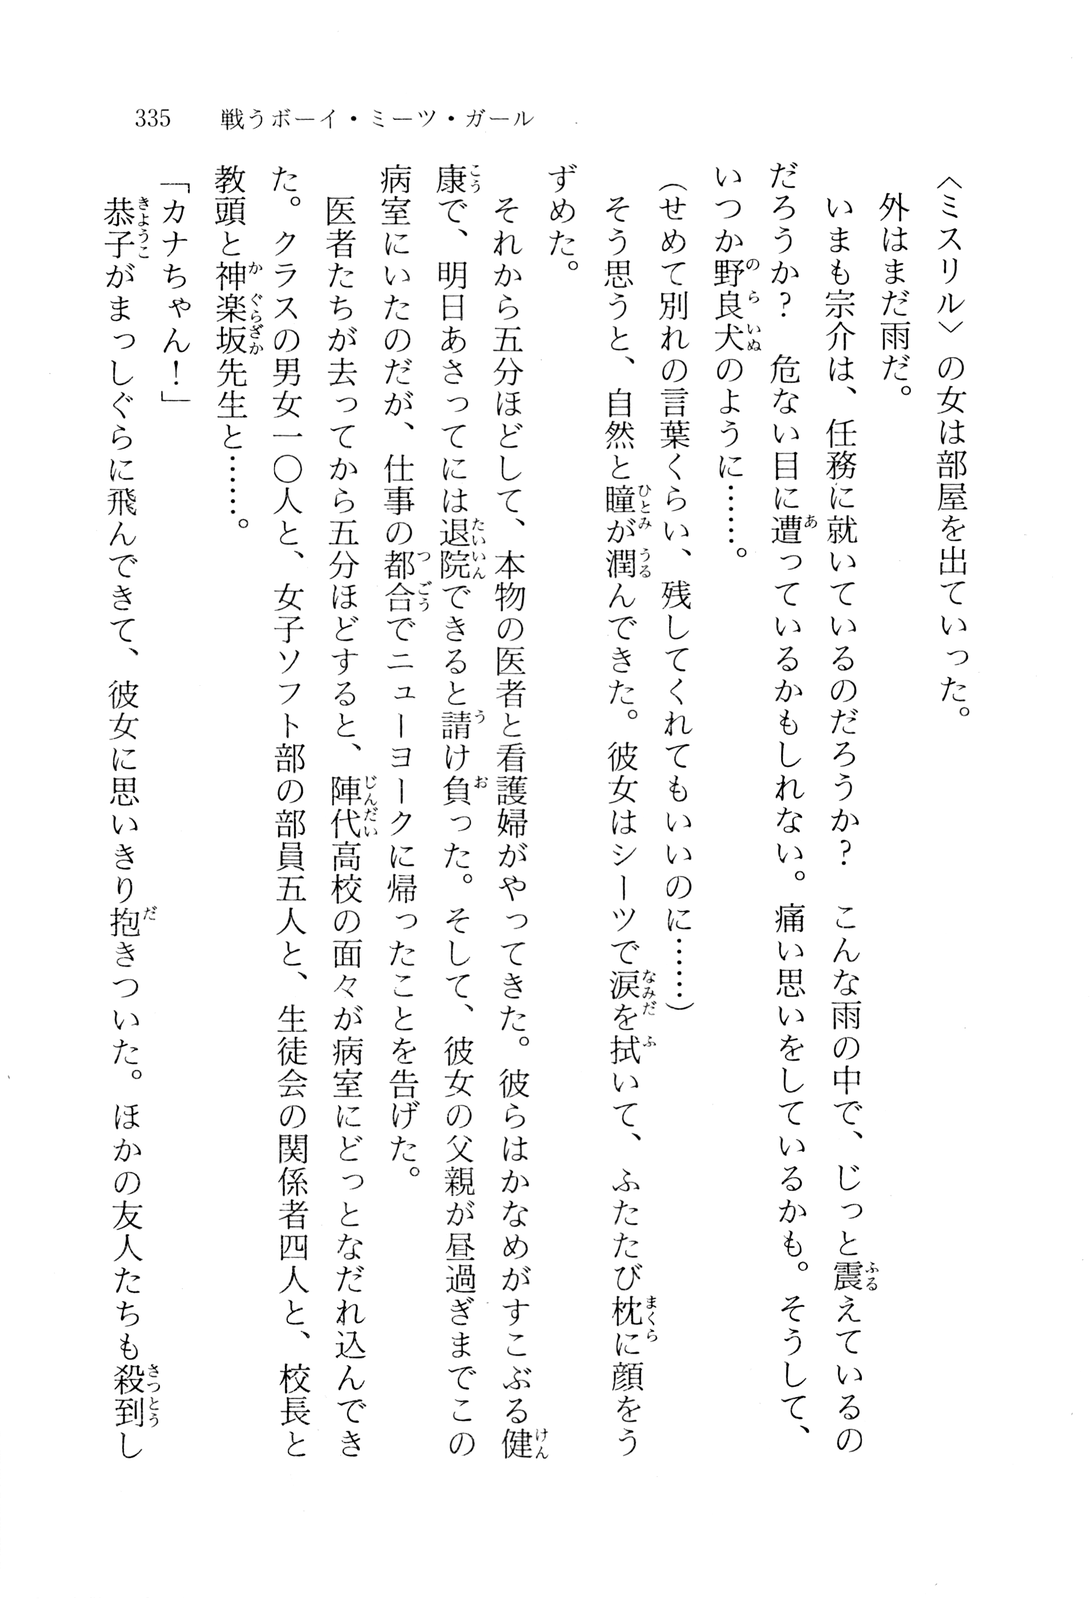 335 戦うボーイ・ミーツ・ガール
〈ミスリル〉の女は部屋を出ていった。
外はまだ雨だ。
いまも宗介は、任務に就いているのだろうか? こんな雨の中で、じっと震えているの
だろうか? 危ない目に遭っているかもしれない。痛い思いをしているかも。そうして、
いつか野良犬のように……。
(せめて別れの言葉くらい、残してくれてもいいのに……)
そう思うと、自然と瞳が潤んできた。彼女はシーツで涙を拭いて、ふたたび枕に顔をう
ずめた。
それから五分ほどして、本物の医者と看護婦がやってきた。彼らはかなめがすこぶる健
康で、明日あさってには退院できると請け負った。そして、彼女の父親が昼過ぎまでこの
病室にいたのだが、仕事の都合でニューヨークに帰ったことを告げた。
医者たちが去ってから五分ほどすると、陣代高校の面々が病室にどっとなだれ込んでき
た。クラスの男女一〇人と、女子ソフト部の部員五人と、生徒会の関係者四人と、校長と
教頭と神楽坂先生と……。
「カナちゃん!」
恭子がまっしぐらに飛んできて、彼女に思いきり抱きついた。ほかの友人たちも殺到し